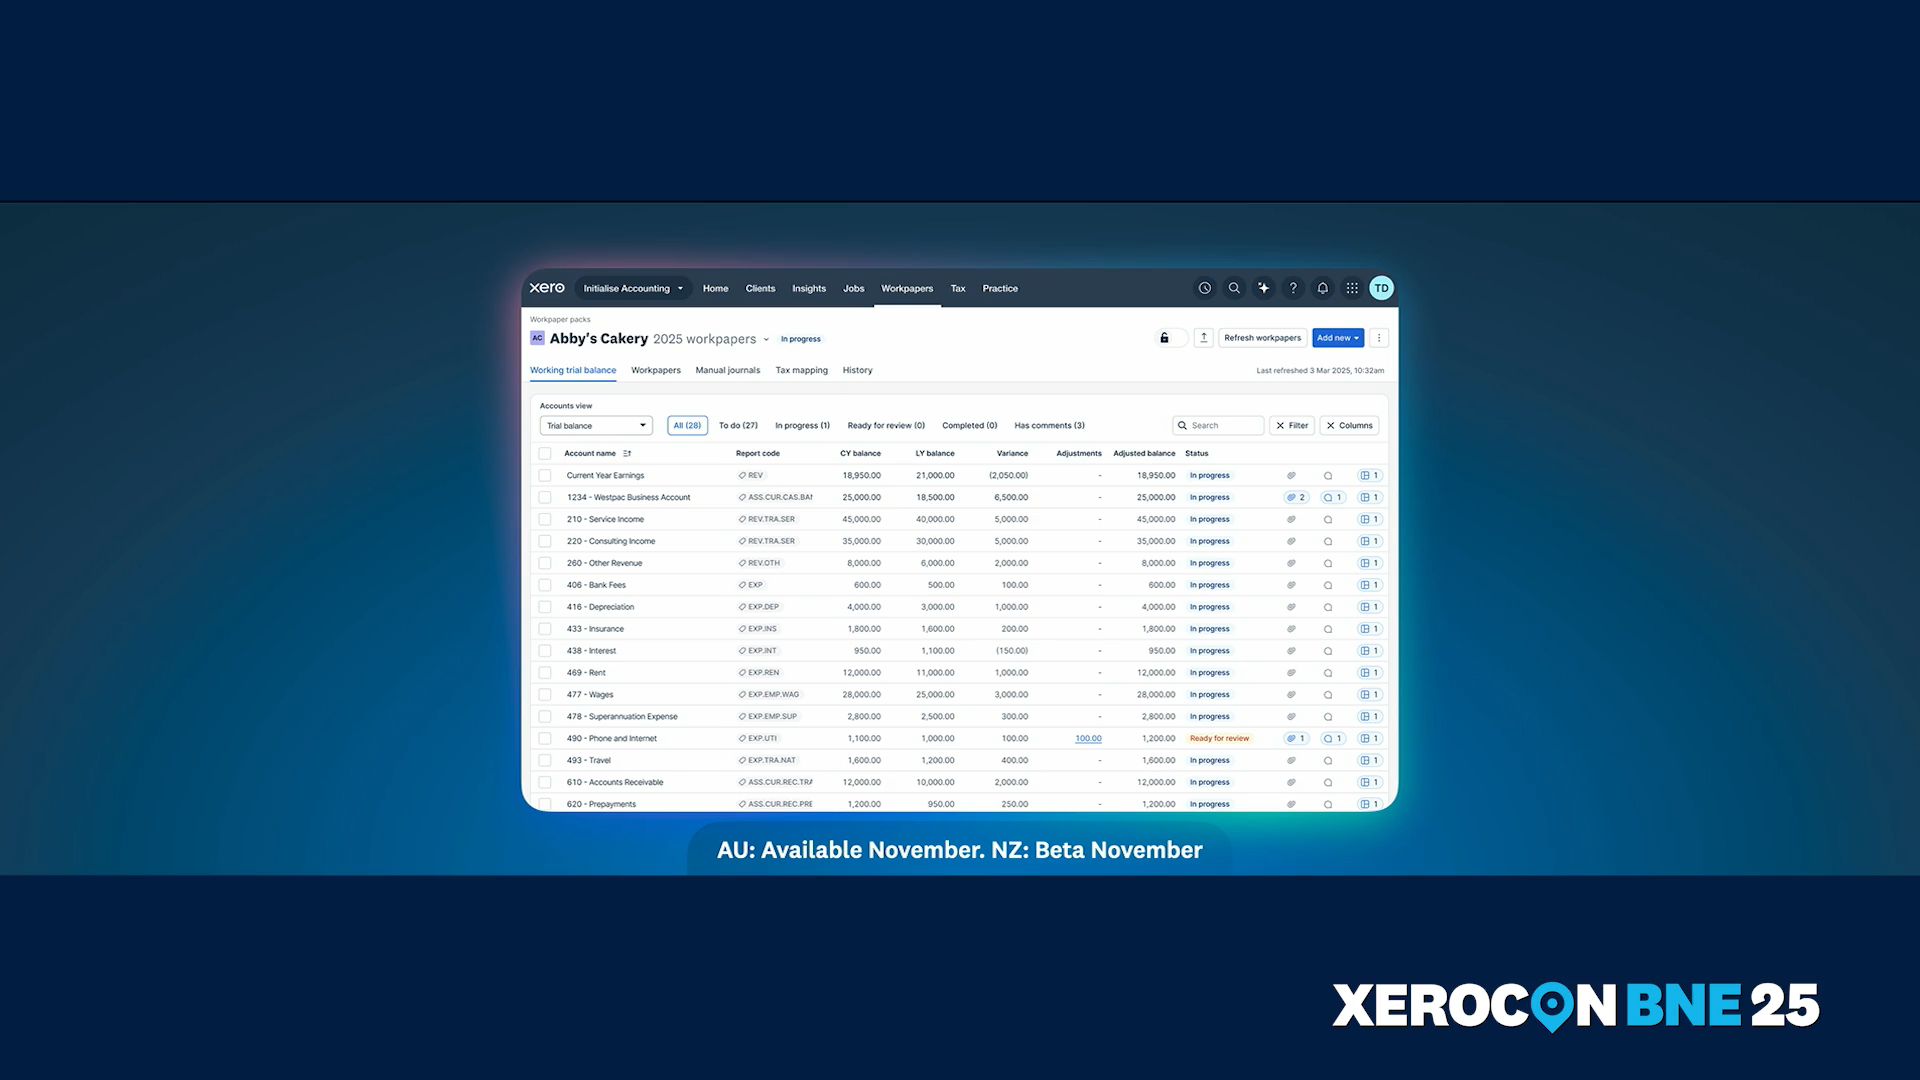 xero Initialise Accounting Home Clients Insights Jobs Workpapers Tax Practice ? TD
Workpaper packs
AC Abby's Cakery 2025 workpapers In progress Refresh workpapers Add new
Working trial balance Workpapers Manual journals Tax mapping History Last refreshed 3 Mar 2025, 10:32am
Accounts view
Trial balance All (28) To do (27) In progress (1) Ready for review (0) Completed (0) Has comments (3) Search Filter Columns
Account name Report code CY balance LY balance Variance Adjustments Adjusted balance Status
Current Year Earnings REV 18,950.00 21,000.00 (2,050.00) - 18,950.00 In progress 1
1234 - Westpac Business Account ASS.CUR.CAS.BAN 25,000.00 18,500.00 6,500.00 - 25,000.00 In progress 2 1 1
210 - Service Income REV.TRA.SER 45,000.00 40,000.00 5,000.00 - 45,000.00 In progress 1
220 - Consulting Income REV.TRA.SER 35,000.00 30,000.00 5,000.00 - 35,000.00 In progress 1
260 - Other Revenue REV.OTH 8,000.00 6,000.00 2,000.00 - 8,000.00 In progress 1
406 - Bank Fees EXP 600.00 500.00 100.00 - 600.00 In progress 1
416 - Depreciation EXP.DEP 4,000.00 3,000.00 1,000.00 - 4,000.00 In progress 1
433 - Insurance EXP.INS 1,800.00 1,600.00 200.00 - 1,800.00 In progress 1
438 - Interest EXP.INT 950.00 1,100.00 (150.00) - 950.00 In progress 1
469 - Rent EXP.REN 12,000.00 11,000.00 1,000.00 - 12,000.00 In progress 1
477 - Wages EXP.EMP.WAG 28,000.00 25,000.00 3,000.00 - 28,000.00 In progress 1
478 - Superannuation Expense EXP.EMP.SUP 2,800.00 2,500.00 300.00 - 2,800.00 In progress 1
490 - Phone and Internet EXP.UTI 1,100.00 1,000.00 100.00 100.00 1,200.00 Ready for review 1 1 1
493 - Travel EXP.TRA.NAT 1,600.00 1,200.00 400.00 - 1,600.00 In progress 1
610 - Accounts Receivable ASS.CUR.REC.TRA 12,000.00 10,000.00 2,000.00 - 12,000.00 In progress 1
620 - Prepayments ASS.CUR.REC.PRE 1,200.00 950.00 250.00 - 1,200.00 In progress 1
AU: Available November. NZ: Beta November
XEROCON BNE 25